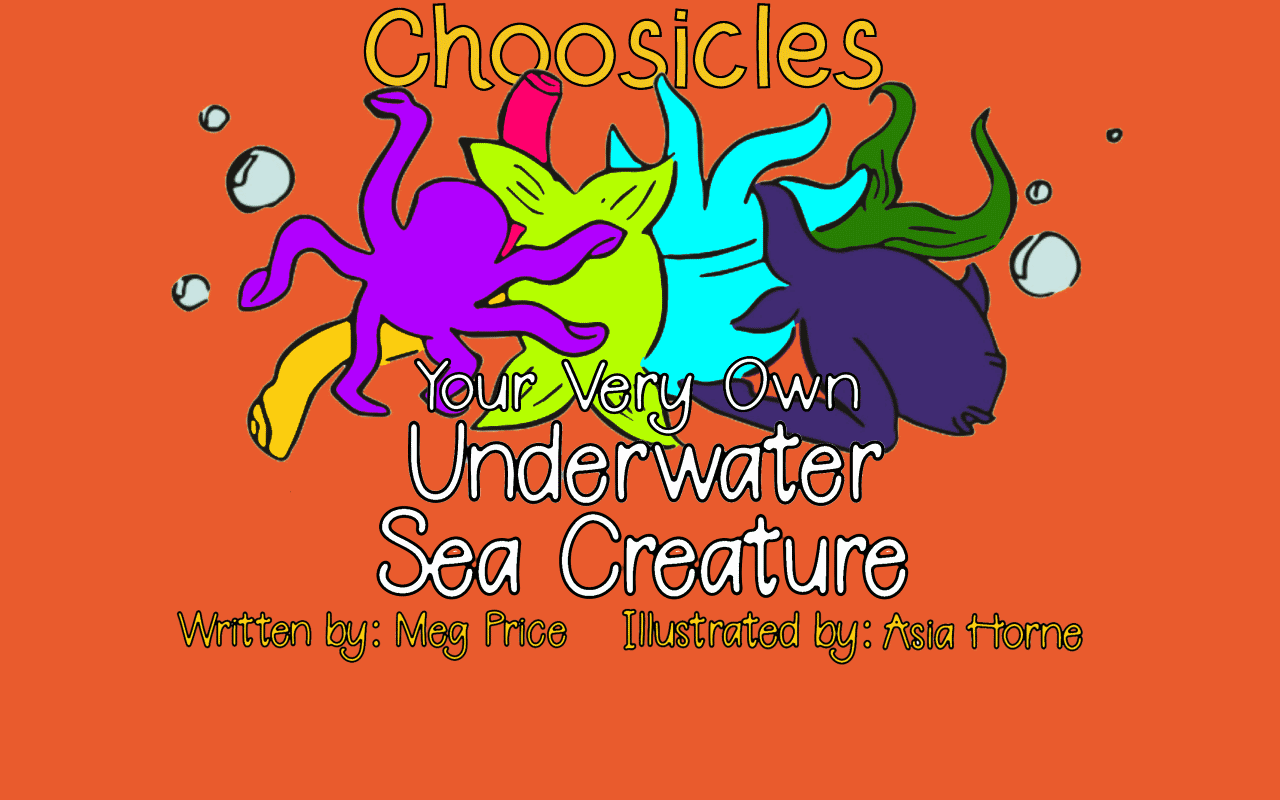 Choosicles
Your Very Own
Underwater
Sea Creature
Written by: Meg Price Illustrated by: Asia Horne